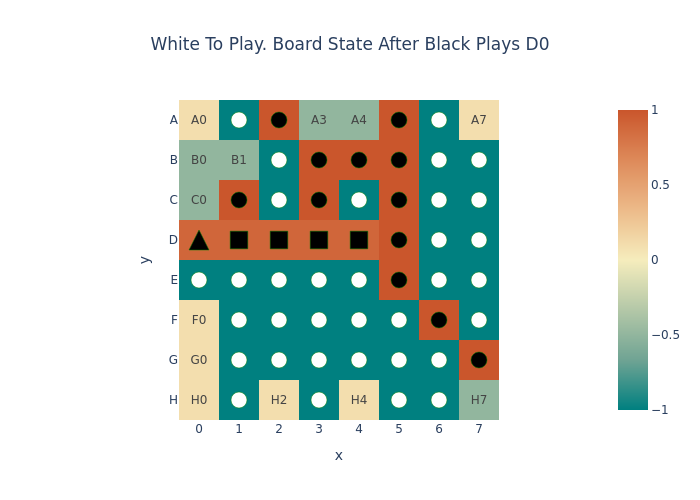 White To Play. Board State After Black Plays D0
A A0 A3 A4 A7
B B0 B1
C C0
D
E
F F0
G G0
H H0 H2 H4 H7
0 1 2 3 4 5 6 7
x
y
1
0.5
0
−0.5
−1